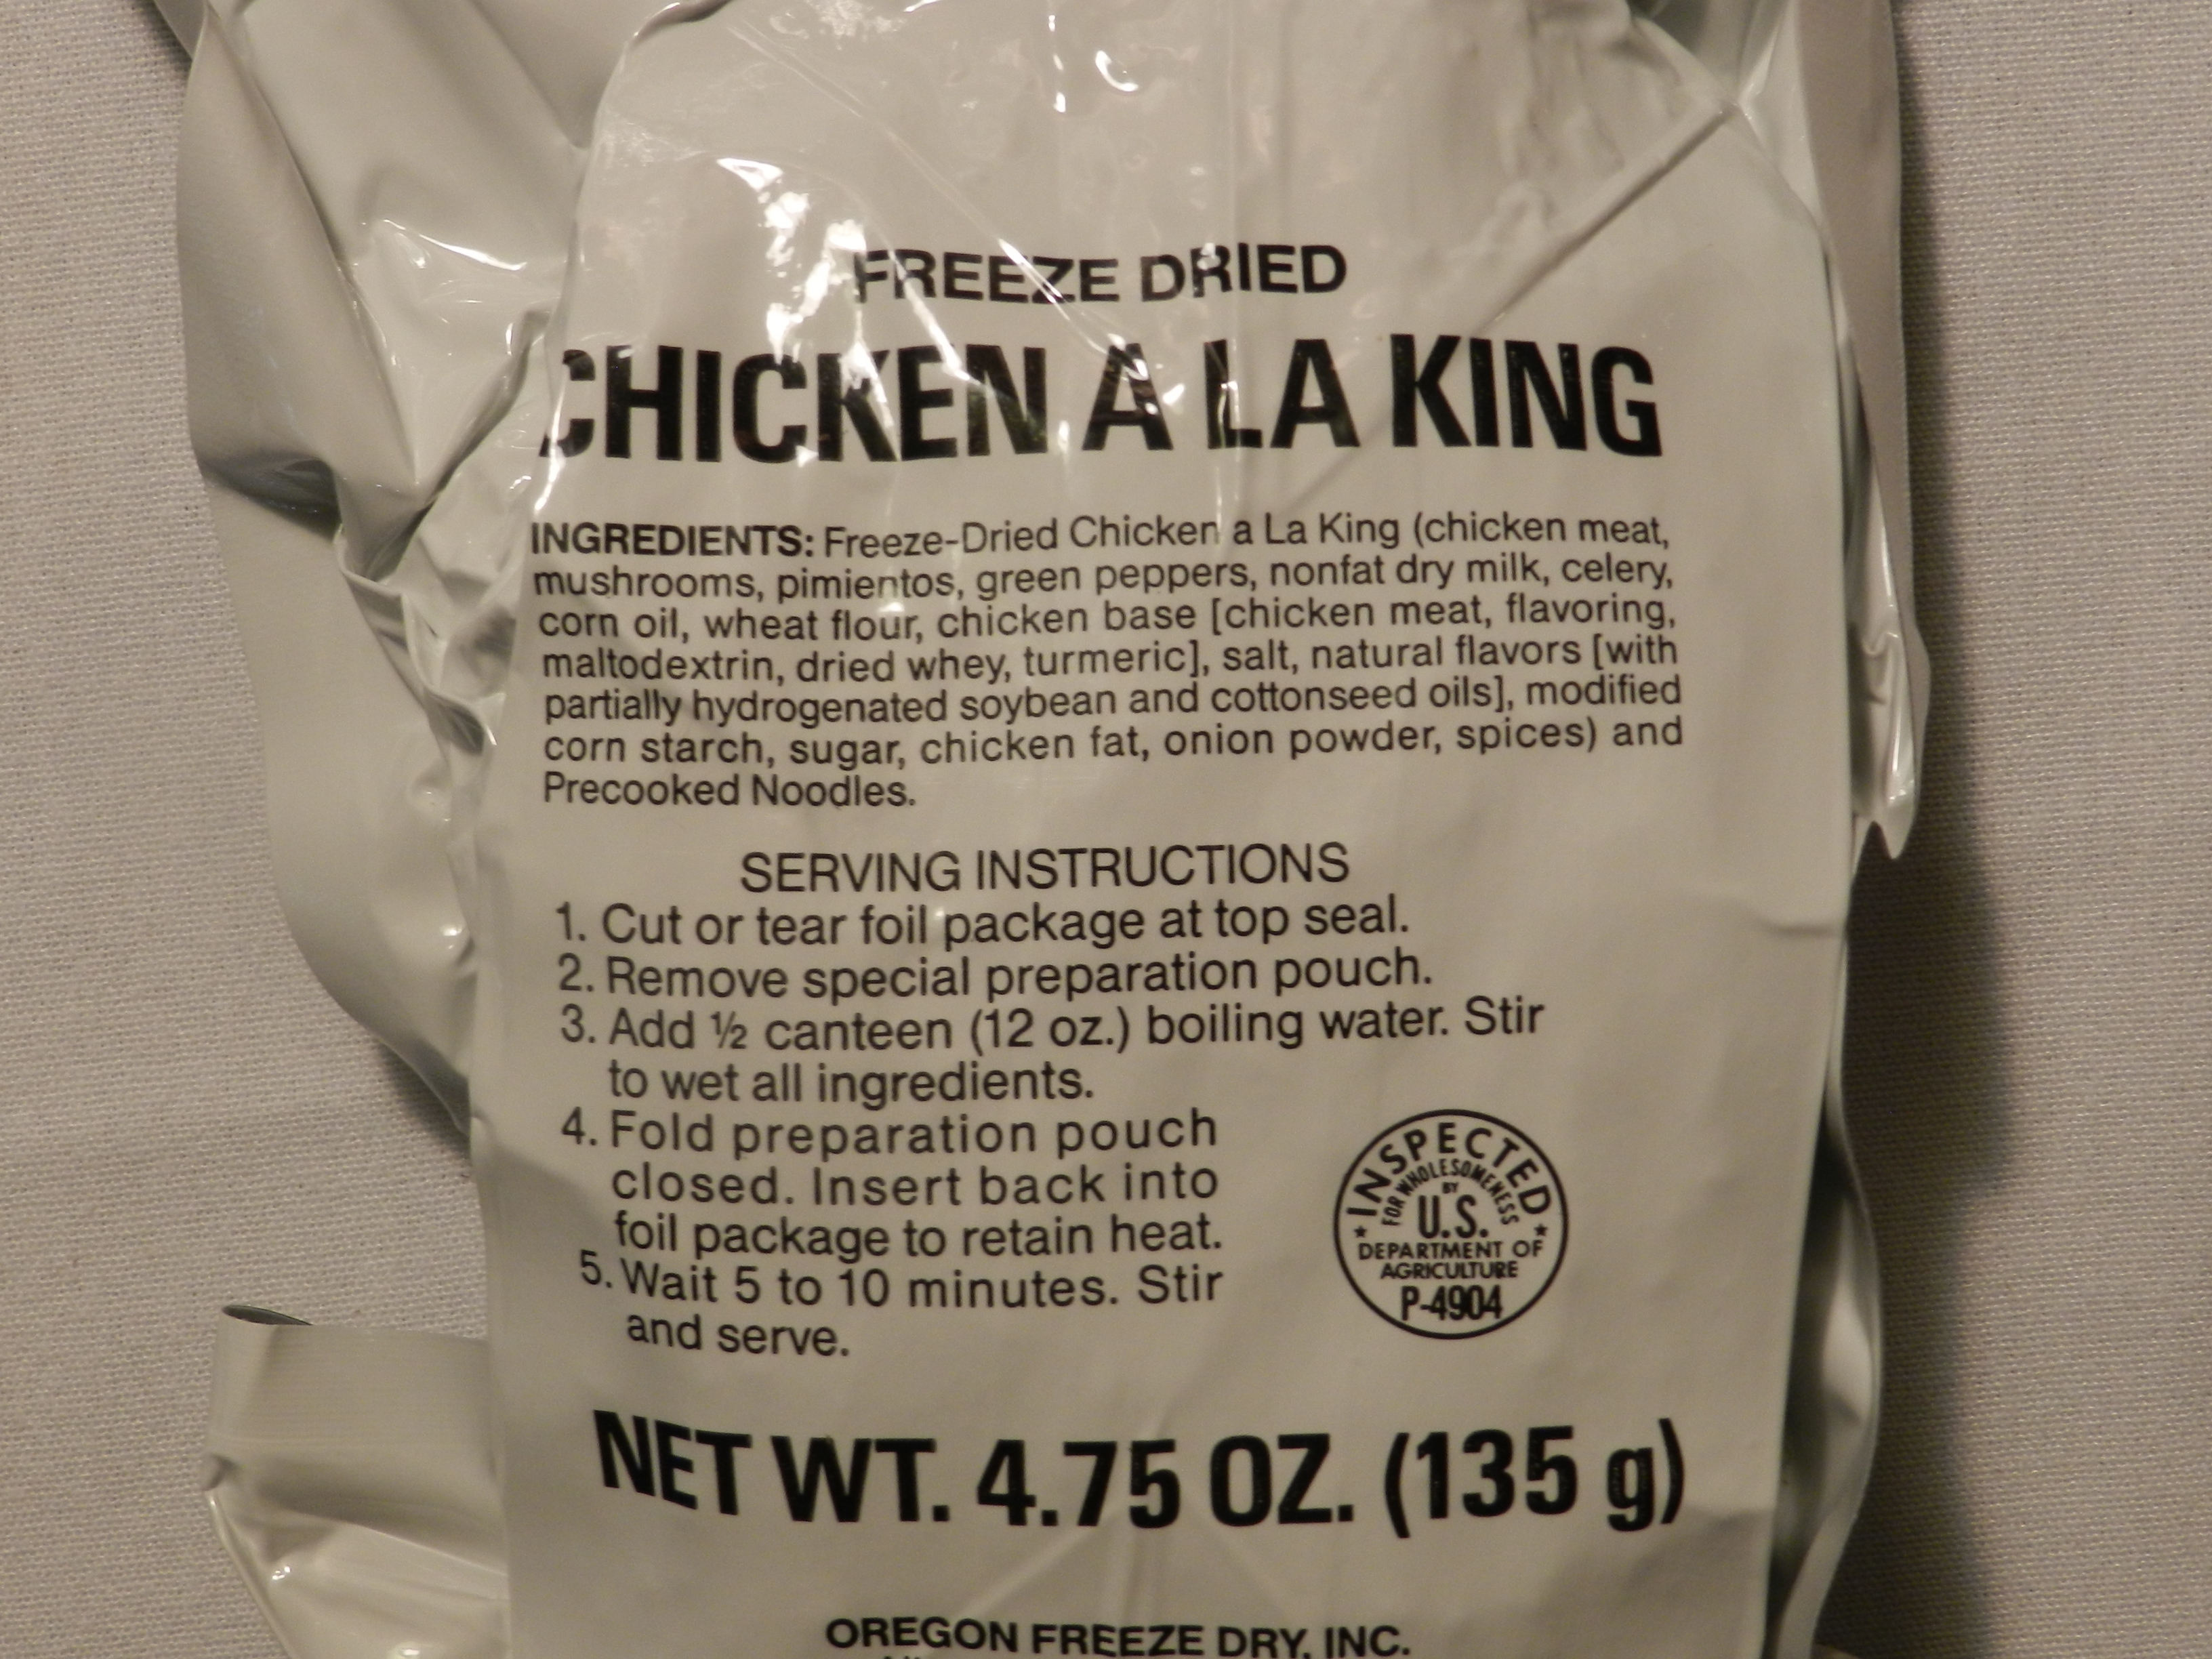 FREEZE DRIED
CHICKEN A LA KING
INGREDIENTS: Freeze-Dried Chicken a La King (chicken meat,
mushrooms, pimientos, green peppers, nonfat dry milk, celery,
corn oil, wheat flour, chicken base [chicken meat, flavoring,
maltodextrin, dried whey, turmeric], salt, natural flavors [with
partially hydrogenated soybean and cottonseed oils], modified
corn starch, sugar, chicken fat, onion powder, spices) and
Precooked Noodles.
SERVING INSTRUCTIONS
1. Cut or tear foil package at top seal.
2. Remove special preparation pouch.
3. Add ½ canteen (12 oz.) boiling water. Stir
to wet all ingredients.
4. Fold preparation pouch
closed. Insert back into
foil package to retain heat.
5. Wait 5 to 10 minutes. Stir
and serve.
INSPECTED
FOR WHOLESOMENESS
BY
U.S.
DEPARTMENT OF
AGRICULTURE
P-4904
NET WT. 4.75 OZ. (135 g)
OREGON FREEZE DRY, INC.